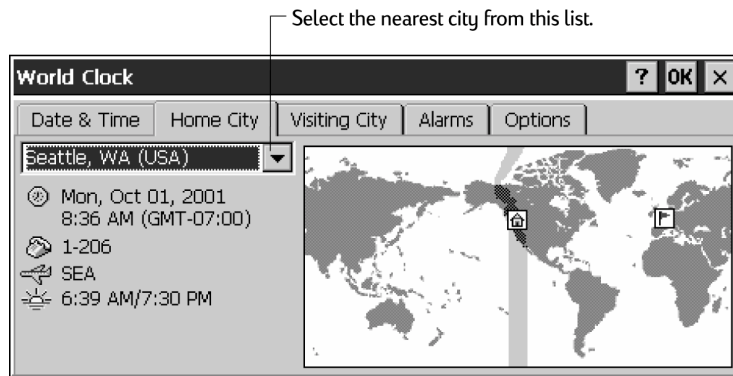 Select the nearest city from this list.
World Clock
? OK ×
Date & Time Home City Visiting City Alarms Options
Seattle, WA (USA)
Mon, Oct 01, 2001
8:36 AM (GMT-07:00)
1-206
SEA
6:39 AM/7:30 PM